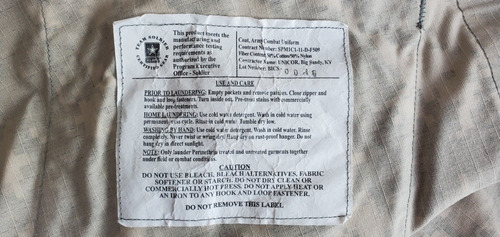 TEAM SOLDIER
CERTIFIED GEAR
This product meets the
manufacturing and
performance testing
requirements as
authorized by the
Program Executive
Office - Soldier
Coat, Army Combat Uniform
Contract Number: SPM1C1-11-D-F509
Fiber Content: 50% Cotton/50% Nylon
Contractor Name: UNICOR, Big Sandy, KY
Lot Number: BICS
USE AND CARE
PRIOR TO LAUNDERING: Empty pockets and remove patches. Close zipper and
hook and loop fasteners. Turn inside out. Pre-treat stains with commercially
available pre-treatments.
HOME LAUNDERING: Use cold water detergent. Wash in cold water using
permanent press cycle. Rinse in cold water. Tumble dry low.
WASHING BY HAND: Use cold water detergent. Wash in cold water. Rinse
completely. Never twist or wring dry. Hang on rust-proof hanger. Do not
hang dry in direct sunlight.
NOTE: Only launder Permethrin treated and untreated garments together
under field or combat conditions.
CAUTION
DO NOT USE BLEACH, BLEACH ALTERNATIVES, FABRIC
SOFTENER OR STARCH. DO NOT DRY CLEAN OR
COMMERCIALLY HOT PRESS. DO NOT APPLY HEAT OR
AN IRON TO ANY HOOK AND LOOP FASTENER.
DO NOT REMOVE THIS LABEL